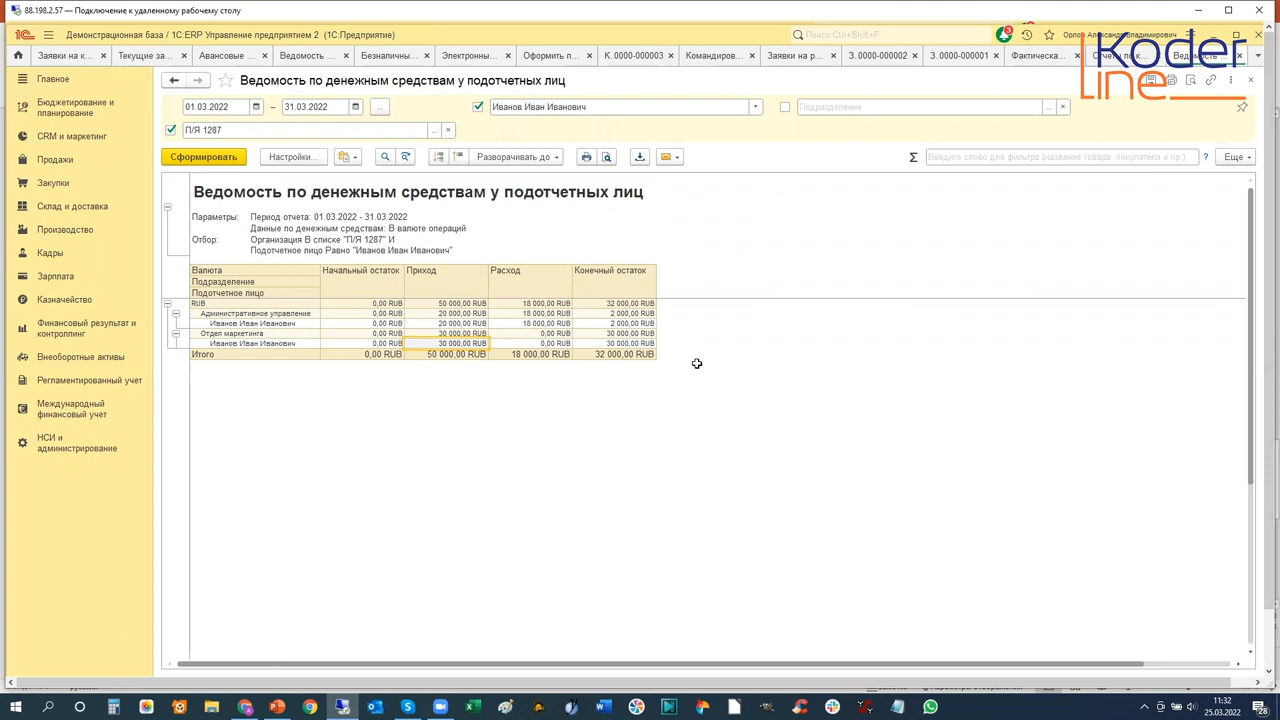 88.198.2.57 — Подключение к удаленному рабочему столу
Демонстрационная база / 1С:ERP Управление предприятием 2 (1С:Предприятие)
Поиск Ctrl+Shift+F
Орлов Александр Владимирович
Koder
line
Заявки на к...
Текущие за...
Авансовые ...
Ведомость ...
Безналичны...
Электронны...
Оформить п...
К. 0000-000003
Командиров...
Заявки на р...
З. 0000-000002
З. 0000-000001
Фактическа...
Отчеты по к...
Ведомость ...
Ведомость по денежным средствам у подотчетных лиц
01.03.2022 – 31.03.2022 ...
Иванов Иван Иванович
Подразделение
П/Я 1287
Сформировать
Настройки...
Разворачивать до
Введите слово для фильтра (название товара, покупателя и пр.)
?
Еще
Главное
Бюджетирование и
планирование
CRM и маркетинг
Продажи
Закупки
Склад и доставка
Производство
Кадры
Зарплата
Казначейство
Финансовый результат и
контроллинг
Внеоборотные активы
Регламентированный учет
Международный
финансовый учет
НСИ и
администрирование
Ведомость по денежным средствам у подотчетных лиц
Параметры: Период отчета: 01.03.2022 - 31.03.2022
Данные по денежным средствам: В валюте операций
Отбор: Организация В списке "П/Я 1287" И
Подотчетное лицо Равно "Иванов Иван Иванович"
Валюта Начальный остаток Приход Расход Конечный остаток
Подразделение
Подотчетное лицо
RUB 0,00 RUB 50 000,00 RUB 18 000,00 RUB 32 000,00 RUB
Административное управление 0,00 RUB 20 000,00 RUB 18 000,00 RUB 2 000,00 RUB
Иванов Иван Иванович 0,00 RUB 20 000,00 RUB 18 000,00 RUB 2 000,00 RUB
Отдел маркетинга 0,00 RUB 30 000,00 RUB 0,00 RUB 30 000,00 RUB
Иванов Иван Иванович 0,00 RUB 30 000,00 RUB 0,00 RUB 30 000,00 RUB
Итого 0,00 RUB 50 000,00 RUB 18 000,00 RUB 32 000,00 RUB
11:32
25.03.2022
28